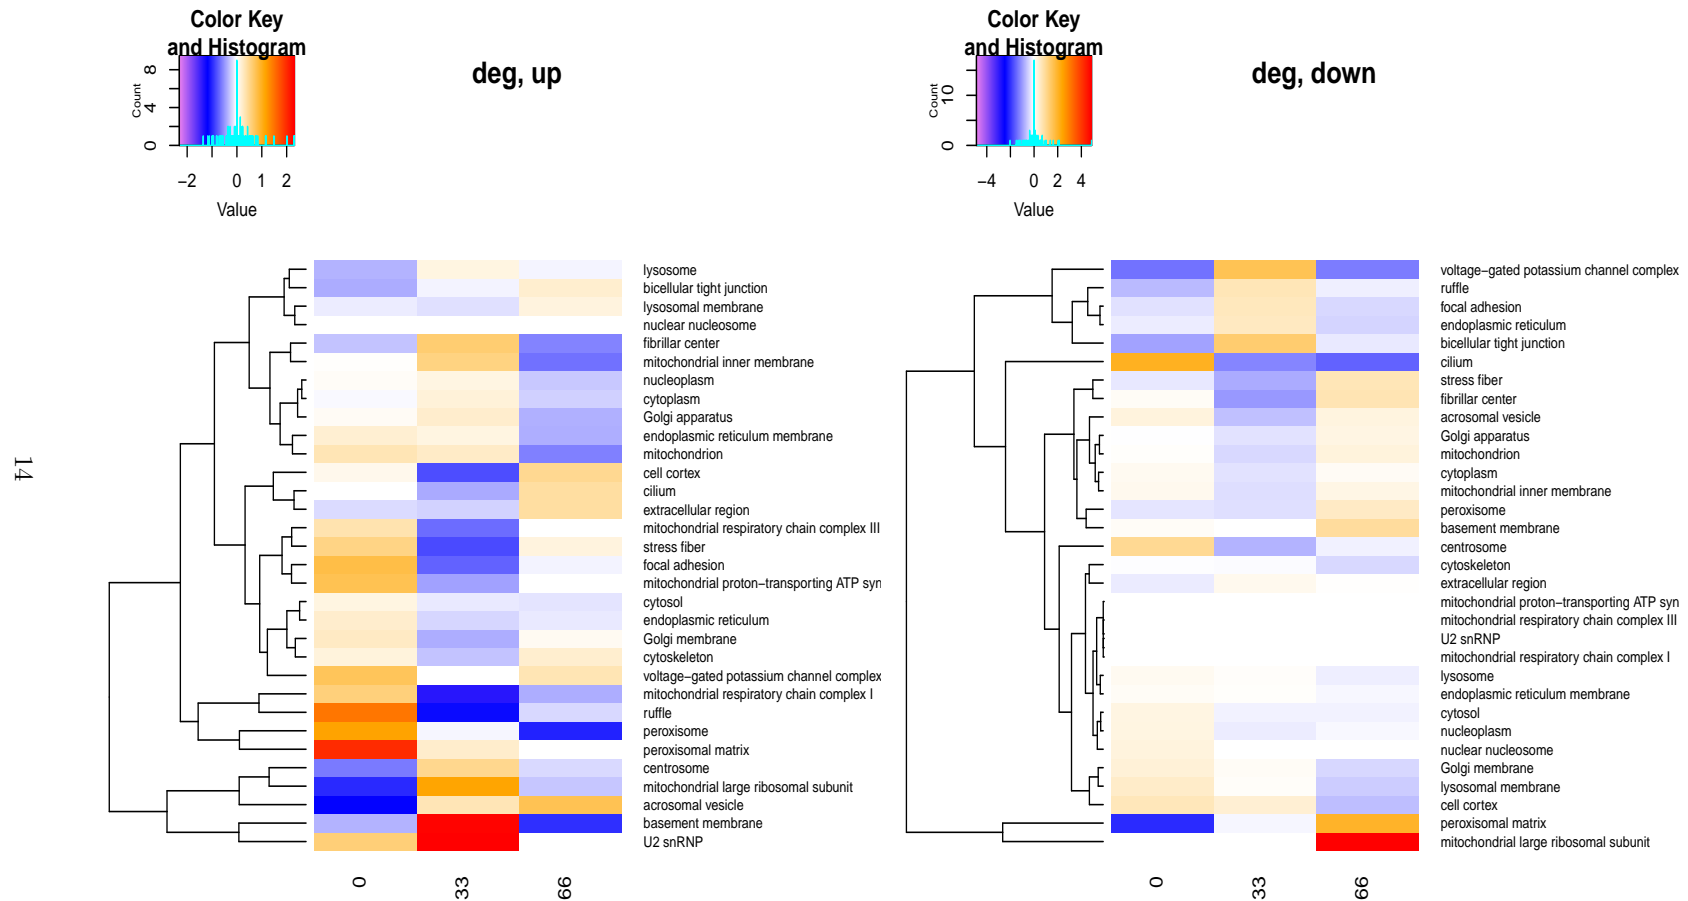 Color Key
and Histogram
deg, up
Count
0 4 8
−2 0 1 2
Value
lysosome
bicellular tight junction
lysosomal membrane
nuclear nucleosome
fibrillar center
mitochondrial inner membrane
nucleoplasm
cytoplasm
Golgi apparatus
endoplasmic reticulum membrane
mitochondrion
cell cortex
cilium
extracellular region
mitochondrial respiratory chain complex III
stress fiber
focal adhesion
mitochondrial proton−transporting ATP syn
cytosol
endoplasmic reticulum
Golgi membrane
cytoskeleton
voltage−gated potassium channel complex
mitochondrial respiratory chain complex I
ruffle
peroxisome
peroxisomal matrix
centrosome
mitochondrial large ribosomal subunit
acrosomal vesicle
basement membrane
U2 snRNP
0 33 66
Color Key
and Histogram
deg, down
Count
0 10
−4 0 2 4
Value
voltage−gated potassium channel complex
ruffle
focal adhesion
endoplasmic reticulum
bicellular tight junction
cilium
stress fiber
fibrillar center
acrosomal vesicle
Golgi apparatus
mitochondrion
cytoplasm
mitochondrial inner membrane
peroxisome
basement membrane
centrosome
cytoskeleton
extracellular region
mitochondrial proton−transporting ATP syn
mitochondrial respiratory chain complex III
U2 snRNP
mitochondrial respiratory chain complex I
lysosome
endoplasmic reticulum membrane
cytosol
nucleoplasm
nuclear nucleosome
Golgi membrane
lysosomal membrane
cell cortex
peroxisomal matrix
mitochondrial large ribosomal subunit
0 33 66
14